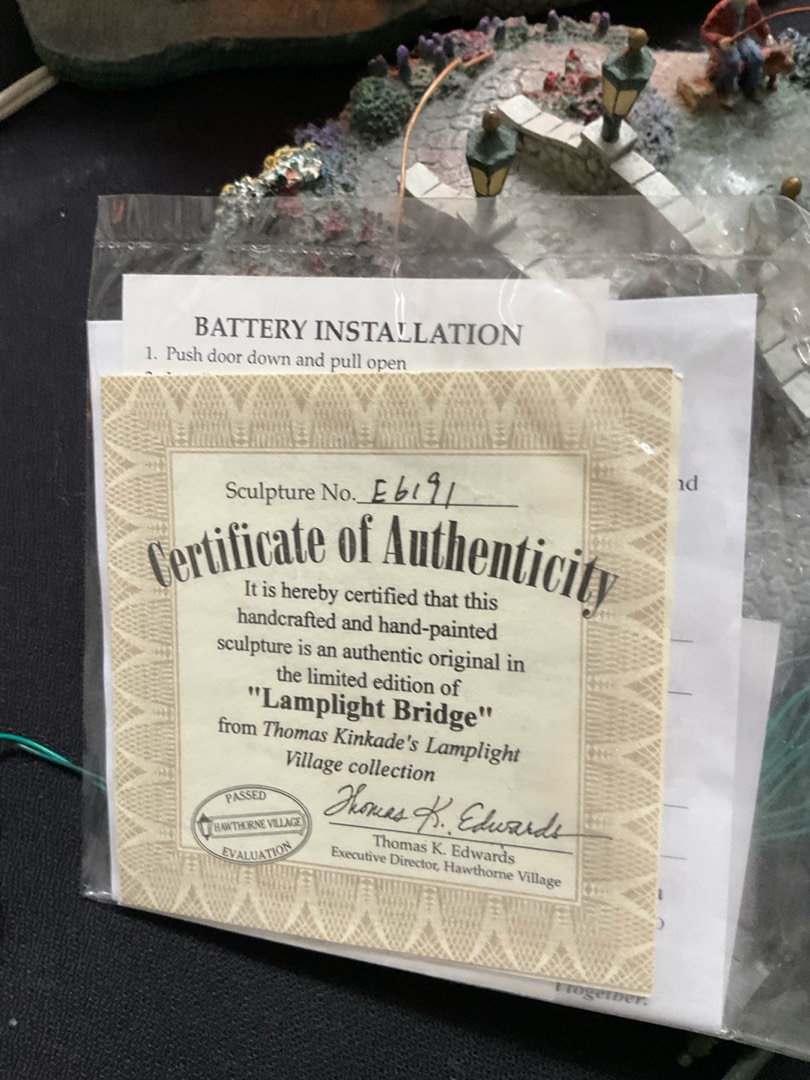 BATTERY INSTALLATION
1. Push door down and pull open
nd
Sculpture No. E6191
Certificate of Authenticity
It is hereby certified that this
handcrafted and hand-painted
sculpture is an authentic original in
the limited edition of
"Lamplight Bridge"
from Thomas Kinkade's Lamplight
Village collection
PASSED
HAWTHORNE VILLAGE
EVALUATION
Thomas K. Edwards
Thomas K. Edwards
Executive Director, Hawthorne Village
together.